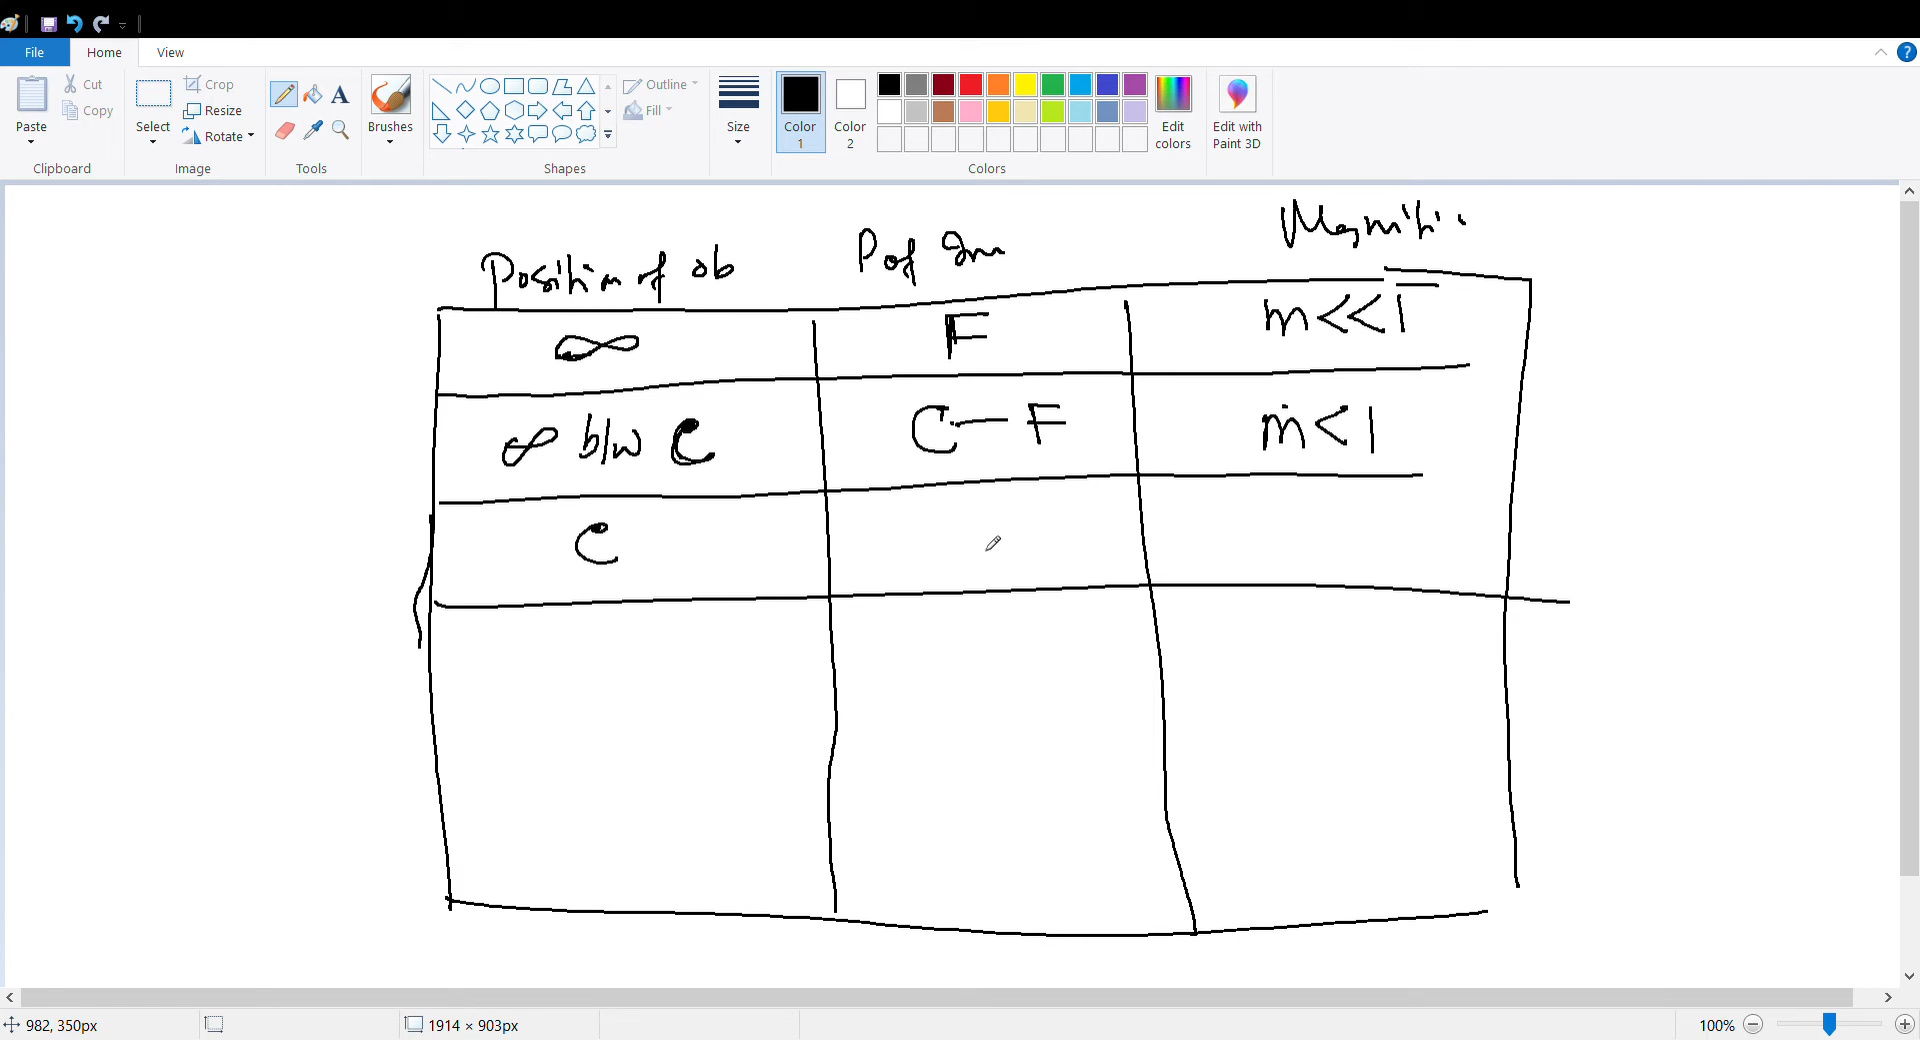 File Home View
Paste
Cut
Copy
Clipboard
Select
Crop
Resize
Rotate
Image
Tools
Brushes
Outline
Fill
Shapes
Size
Color 1
Color 2
Edit colors
Edit with Paint 3D
Colors
Position of ob P of Im
∞ F m<<1
∞ b/w C C — F m<1
C
982, 350px 1914 × 903px 100%